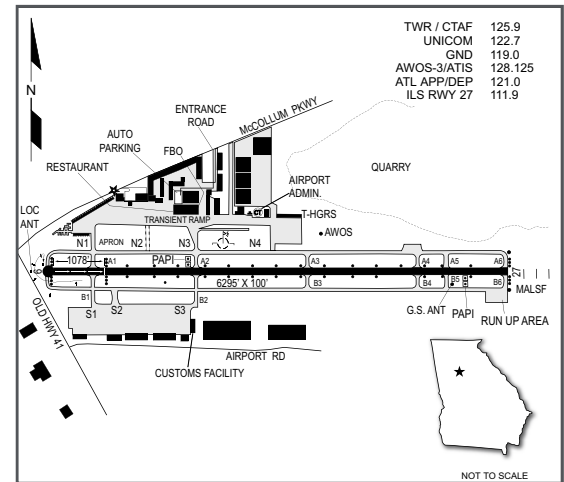 TWR / CTAF 125.9
UNICOM 122.7
GND 119.0
AWOS-3/ATIS 128.125
ATL APP/DEP 121.0
ILS RWY 27 111.9
N
ENTRANCE
ROAD
McCOLLUM PKWY
AUTO
PARKING
FBO
RESTAURANT
QUARRY
AIRPORT
ADMIN.
CT
LOC
ANT
TRANSIENT RAMP
T-HGRS
AWOS
N1
APRON
N2
N3
N4
1078'
A1
PAPI
A2
A3
A4
A5
A6
6295' X 100'
27
MALSF
B1
S1
S2
S3
B2
B3
B4
B5
B6
G.S. ANT
PAPI
RUN UP AREA
OLD HWY 41
AIRPORT RD
CUSTOMS FACILITY
NOT TO SCALE